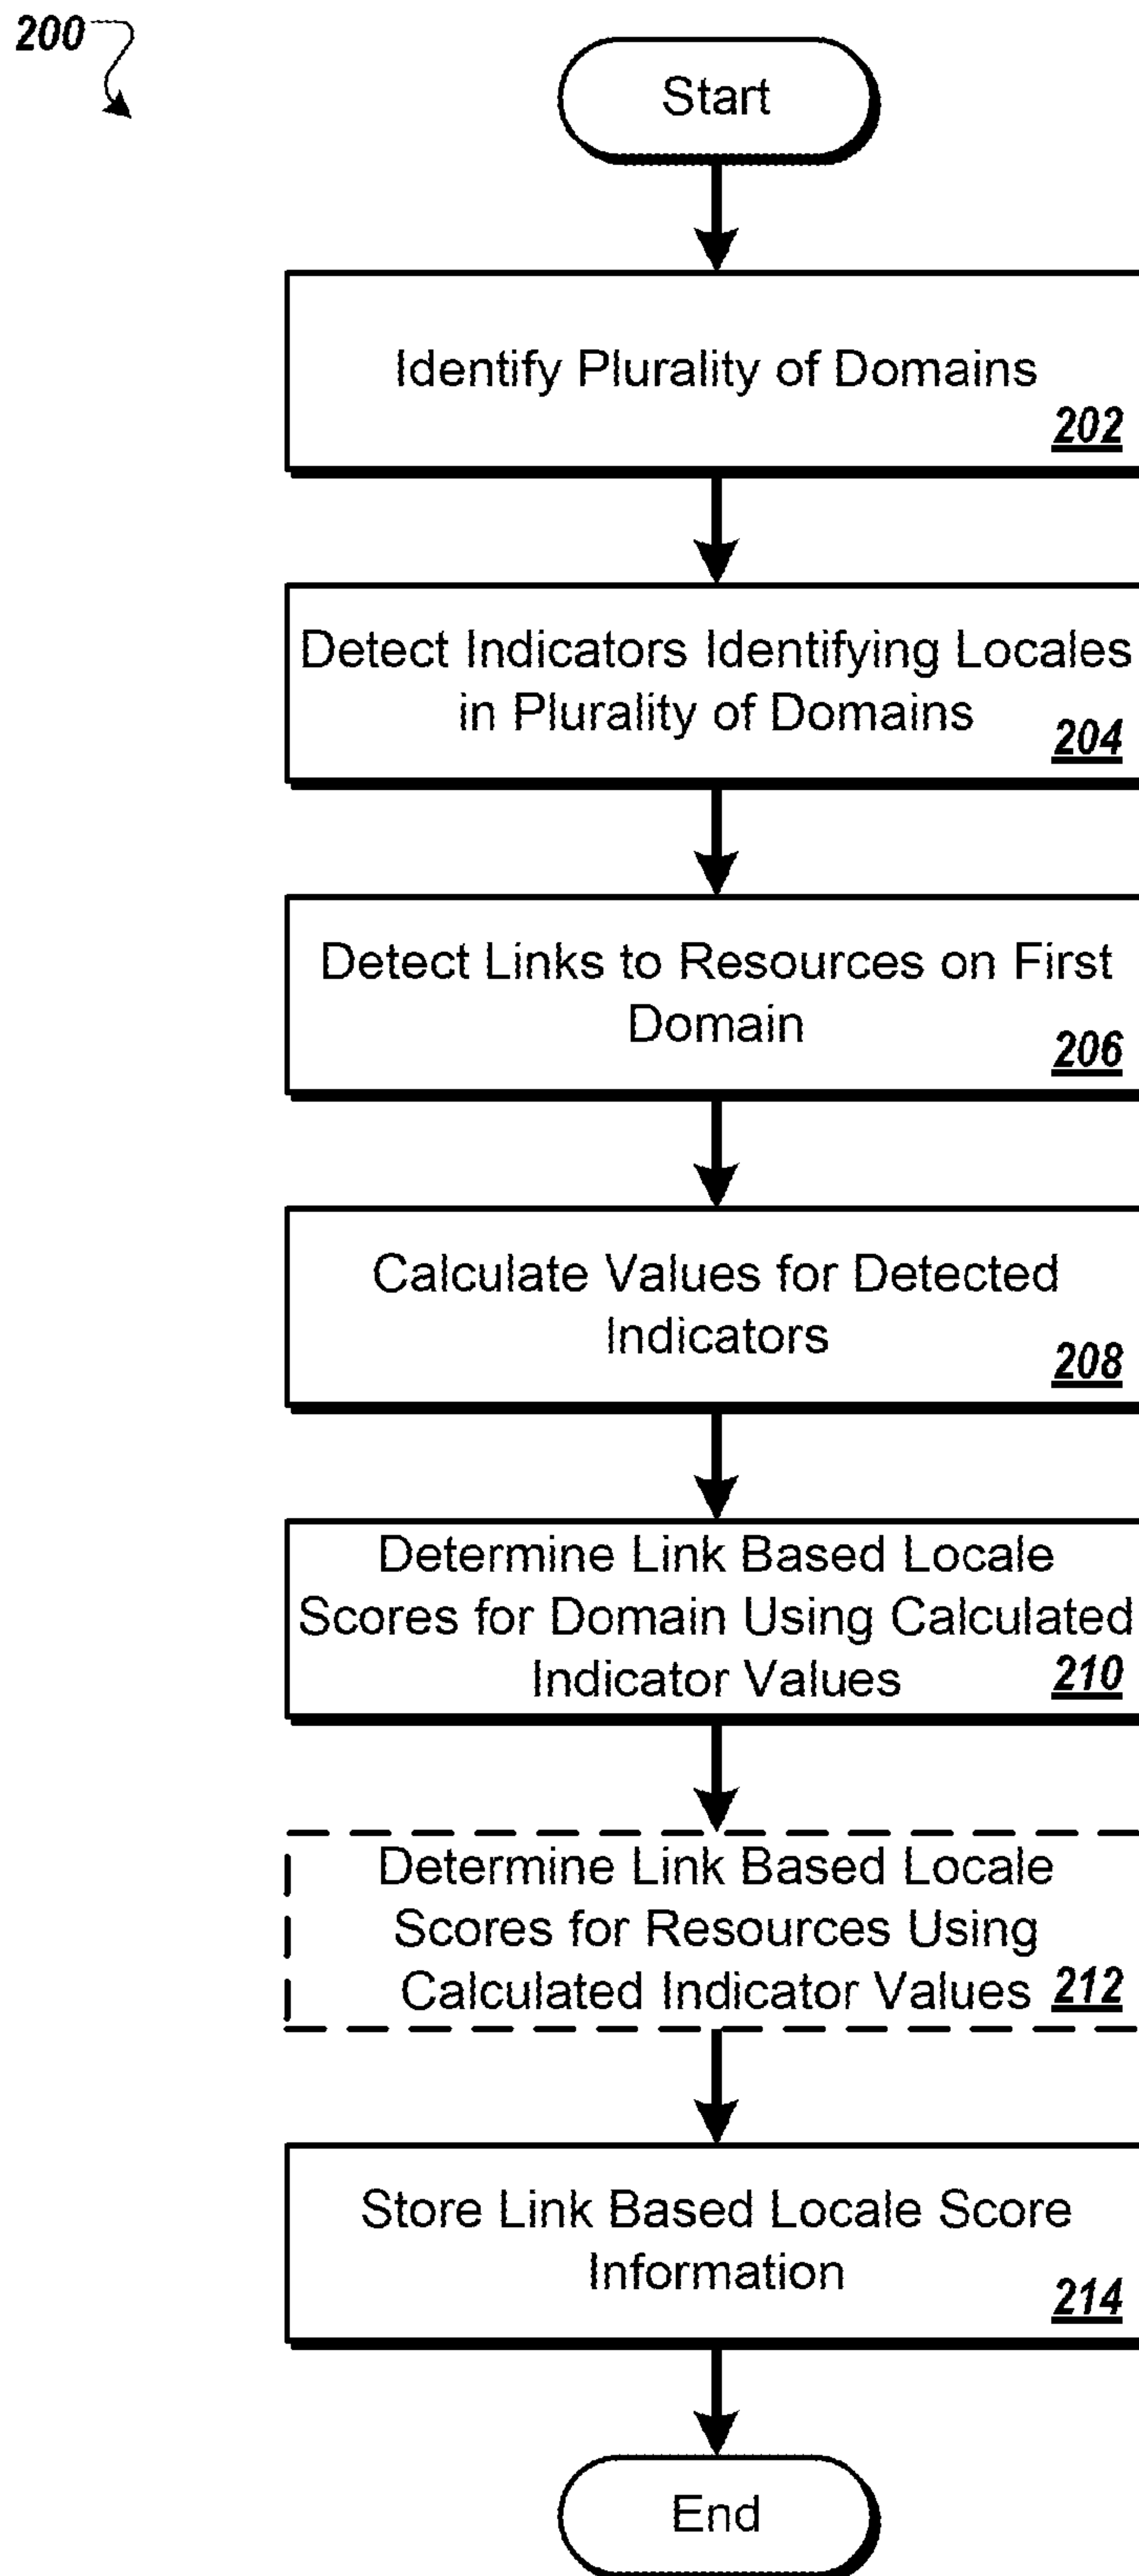 200
Start
Identify Plurality of Domains
202
Detect Indicators Identifying Locales
in Plurality of Domains
204
Detect Links to Resources on First
Domain
206
Calculate Values for Detected
Indicators
208
Determine Link Based Locale
Scores for Domain Using Calculated
Indicator Values
210
Determine Link Based Locale
Scores for Resources Using
Calculated Indicator Values
212
Store Link Based Locale Score
Information
214
End